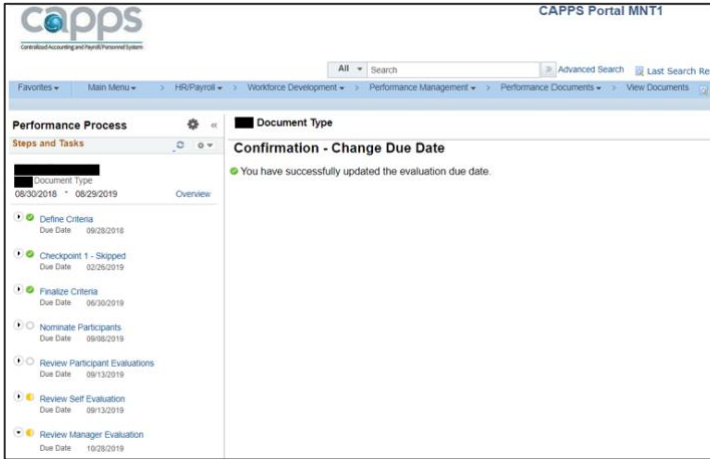 CAPPS Portal MNT1
capps
Centralized Accounting and Payroll/Personnel System
All Search Advanced Search Last Search Re
Favorites Main Menu > HR/Payroll > Workforce Development > Performance Management > Performance Documents > View Documents
Performance Process
Steps and Tasks
Document Type
08/30/2018 - 08/29/2019 Overview
Define Criteria
Due Date 09/28/2018
Checkpoint 1 - Skipped
Due Date 02/26/2019
Finalize Criteria
Due Date 06/30/2019
Nominate Participants
Due Date 09/08/2019
Review Participant Evaluations
Due Date 09/13/2019
Review Self Evaluation
Due Date 09/13/2019
Review Manager Evaluation
Due Date 10/28/2019
Document Type
Confirmation - Change Due Date
You have successfully updated the evaluation due date.